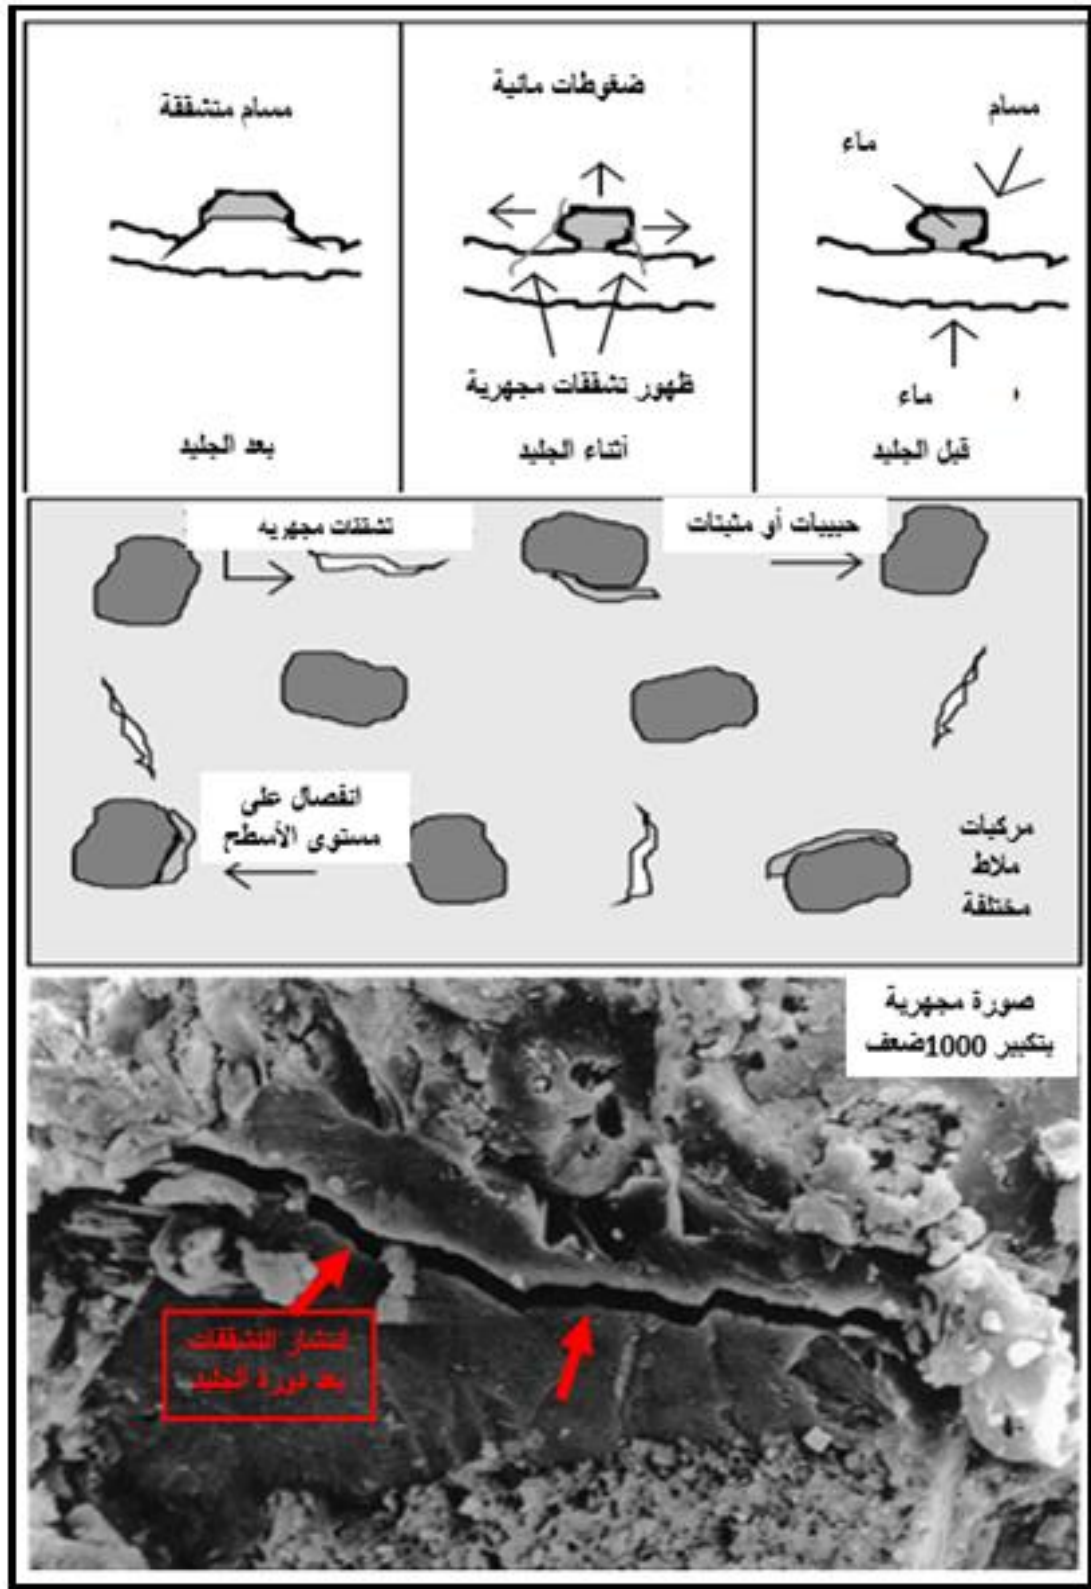 مسام
ماء
ماء
قبل الجليد
ضغوطات مائية
ظهور تشققات مجهرية
أثناء الجليد
مسام متشققة
بعد الجليد
حبيبات أو مثبتات
تشققات مجهريه
انفصال على
مستوى الأسطح
مركبات
ملاط
مختلفة
صورة مجهرية
بتكبير 1000ضعف
انتشار التشققات
بعد دورة الجليد